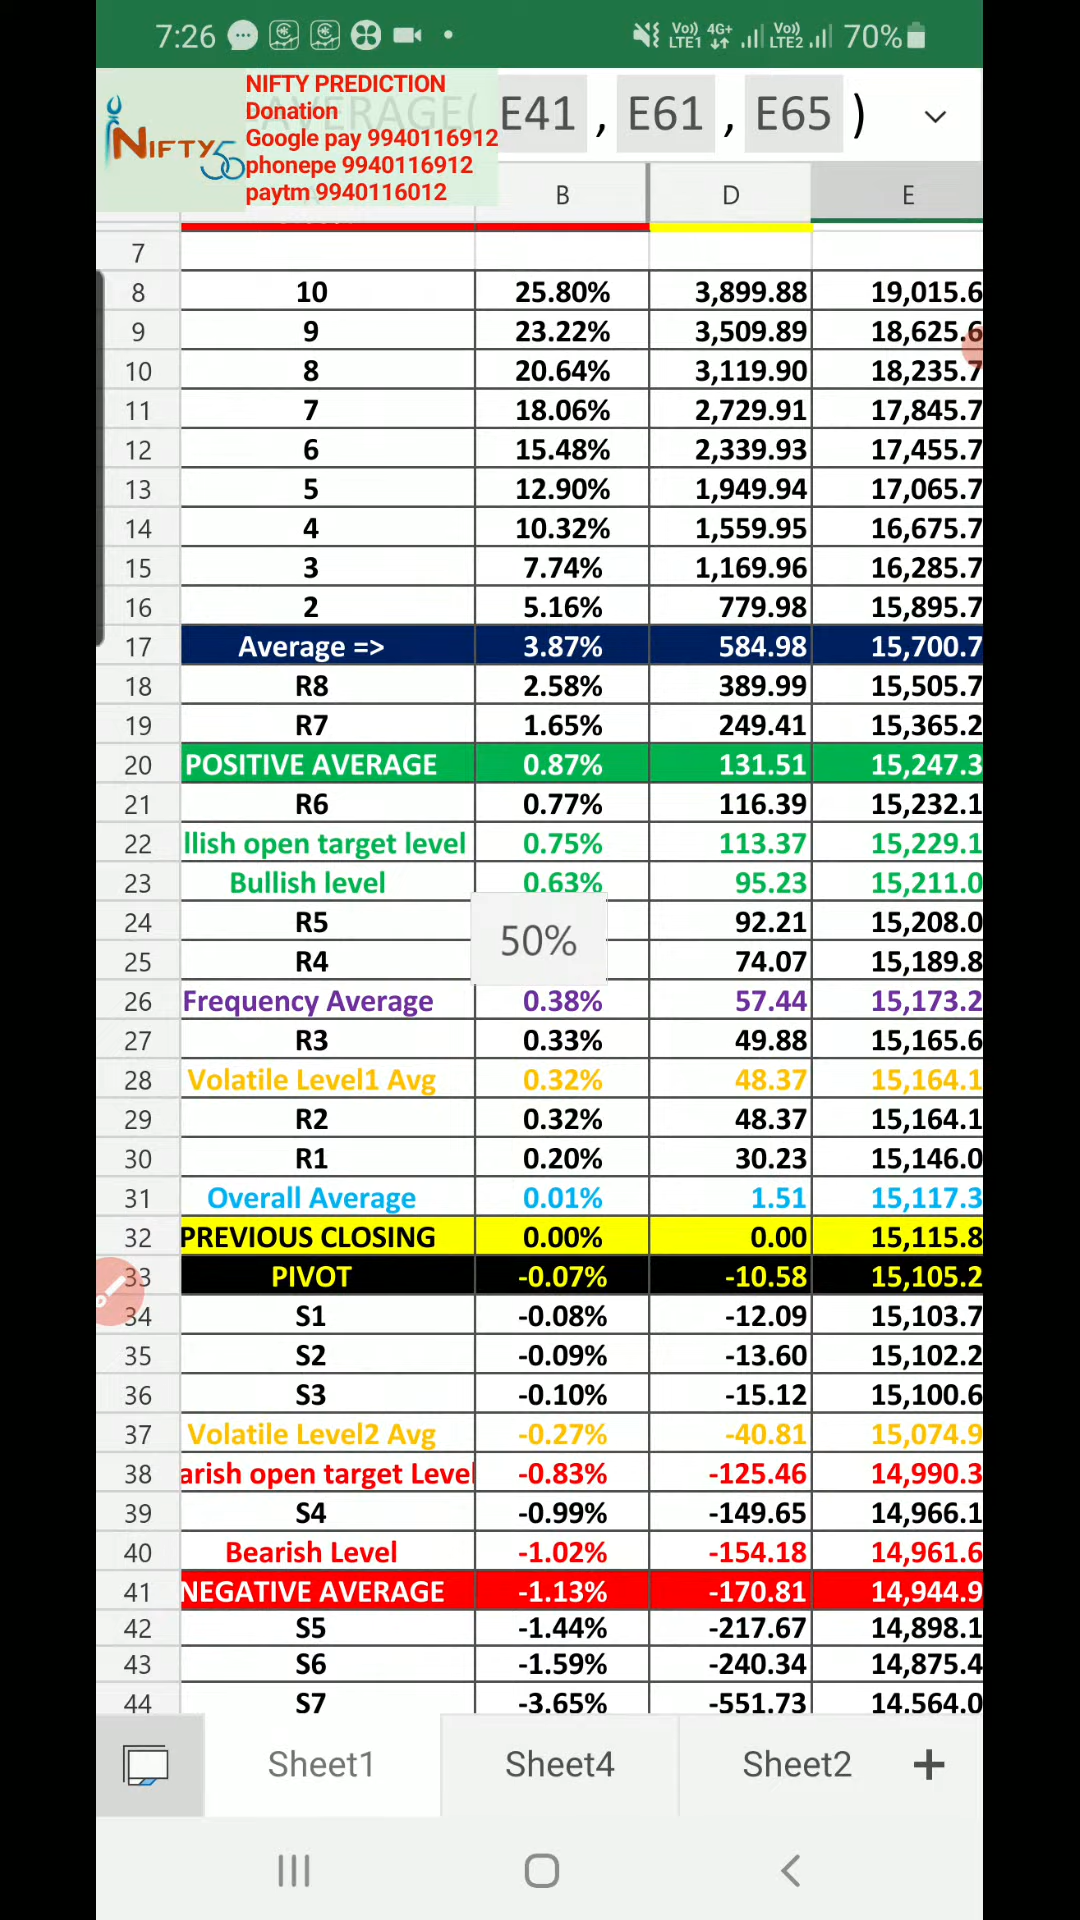 7:26
Vo)) 4G+ Vo)) 70%
LTE1 LTE2
NIFTY PREDICTION
Donation
Google pay 9940116912
phonepe 9940116912
paytm 9940116012
NIFTY50
AVERAGE( E41 , E61 , E65 )
B D E
7
8 10 25.80% 3,899.88 19,015.6
9 9 23.22% 3,509.89 18,625.6
10 8 20.64% 3,119.90 18,235.7
11 7 18.06% 2,729.91 17,845.7
12 6 15.48% 2,339.93 17,455.7
13 5 12.90% 1,949.94 17,065.7
14 4 10.32% 1,559.95 16,675.7
15 3 7.74% 1,169.96 16,285.7
16 2 5.16% 779.98 15,895.7
17 Average => 3.87% 584.98 15,700.7
18 R8 2.58% 389.99 15,505.7
19 R7 1.65% 249.41 15,365.2
20 POSITIVE AVERAGE 0.87% 131.51 15,247.3
21 R6 0.77% 116.39 15,232.1
22 llish open target level 0.75% 113.37 15,229.1
23 Bullish level 0.63% 95.23 15,211.0
24 R5 92.21 15,208.0
50%
25 R4 74.07 15,189.8
26 Frequency Average 0.38% 57.44 15,173.2
27 R3 0.33% 49.88 15,165.6
28 Volatile Level1 Avg 0.32% 48.37 15,164.1
29 R2 0.32% 48.37 15,164.1
30 R1 0.20% 30.23 15,146.0
31 Overall Average 0.01% 1.51 15,117.3
32 PREVIOUS CLOSING 0.00% 0.00 15,115.8
33 PIVOT -0.07% -10.58 15,105.2
34 S1 -0.08% -12.09 15,103.7
35 S2 -0.09% -13.60 15,102.2
36 S3 -0.10% -15.12 15,100.6
37 Volatile Level2 Avg -0.27% -40.81 15,074.9
38 arish open target Level -0.83% -125.46 14,990.3
39 S4 -0.99% -149.65 14,966.1
40 Bearish Level -1.02% -154.18 14,961.6
41 NEGATIVE AVERAGE -1.13% -170.81 14,944.9
42 S5 -1.44% -217.67 14,898.1
43 S6 -1.59% -240.34 14,875.4
44 S7 -3.65% -551.73 14,564.0
Sheet1 Sheet4 Sheet2 +